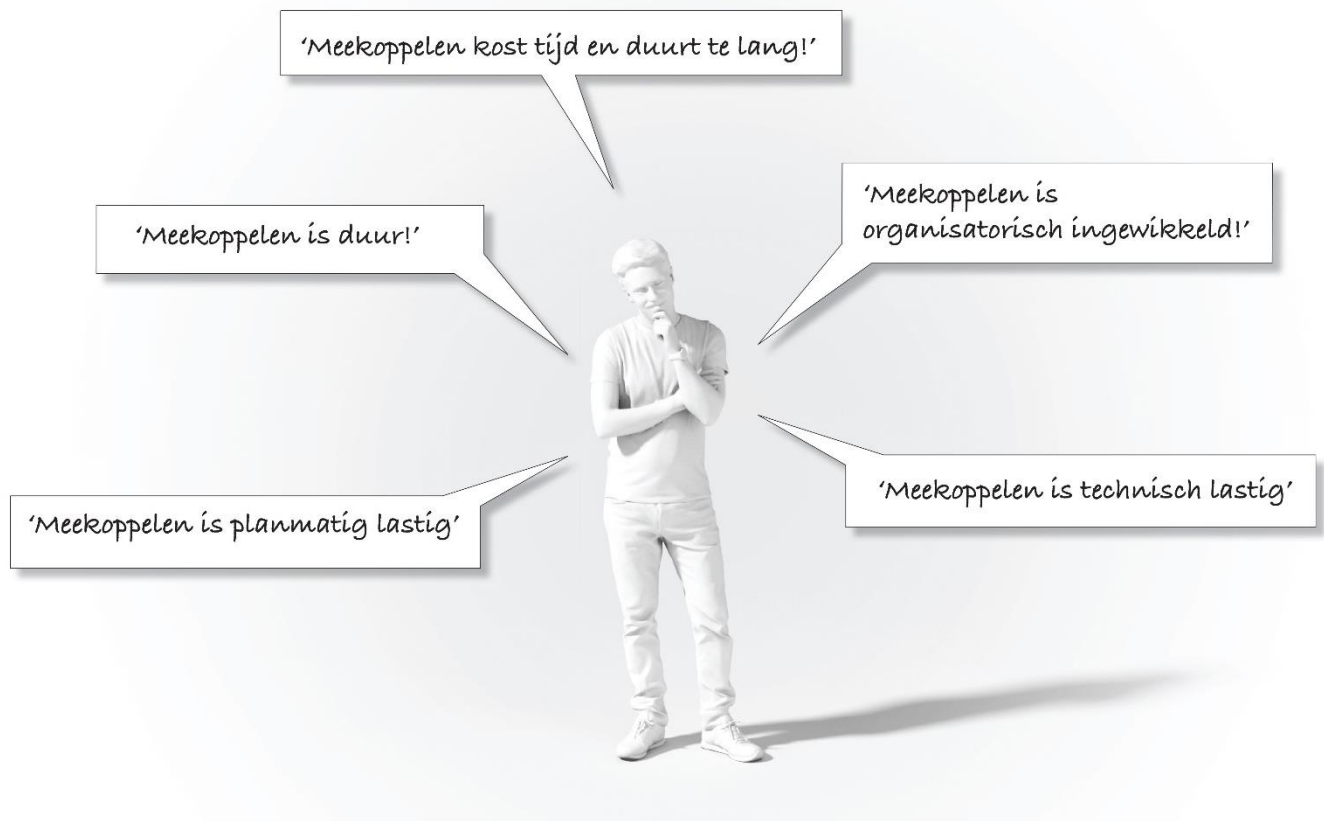 ‘Meekoppelen kost tijd en duurt te lang!’
‘Meekoppelen is duur!’
‘Meekoppelen is
organisatorisch ingewikkeld!’
‘Meekoppelen is planmatig lastig’
‘Meekoppelen is technisch lastig’